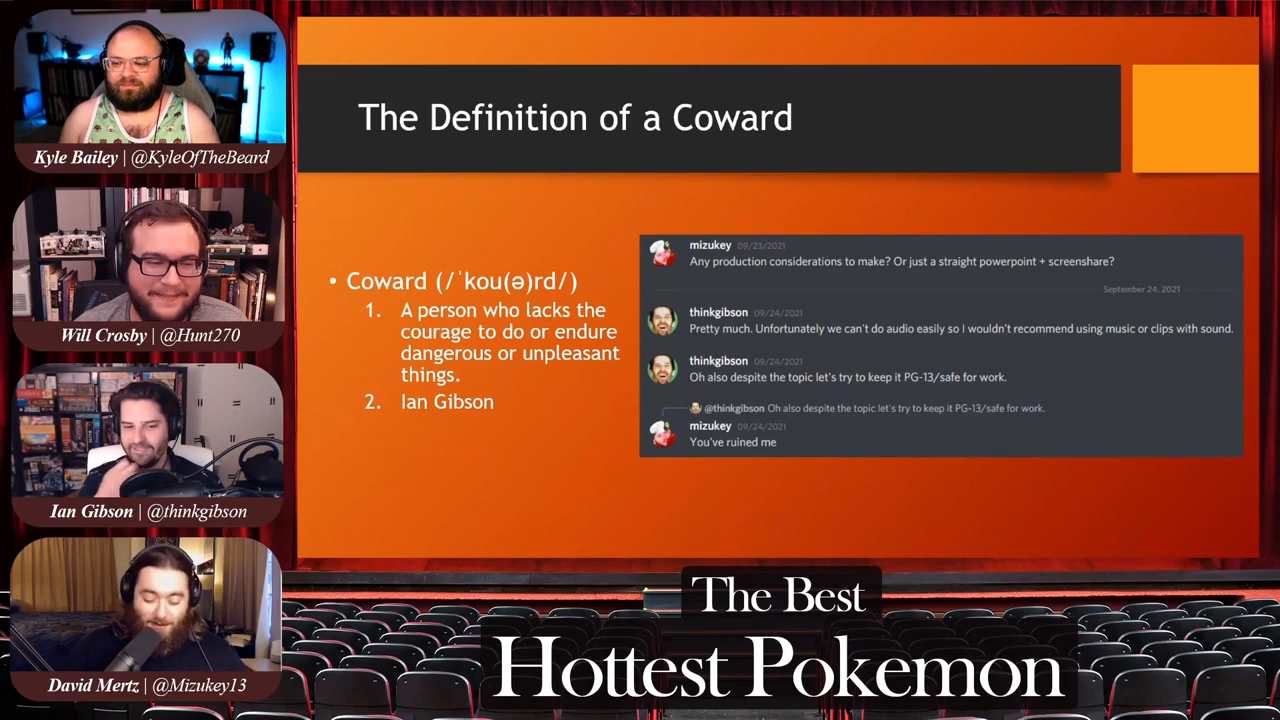 Kyle Bailey | @KyleOfTheBeard
Will Crosby | @Hunt270
Ian Gibson | @thinkgibson
David Mertz | @Mizukey13
The Definition of a Coward
• Coward (/ˈkou(ə)rd/)
1. A person who lacks the
courage to do or endure
dangerous or unpleasant
things.
2. Ian Gibson
mizukey 09/23/2021
Any production considerations to make? Or just a straight powerpoint + screenshare?
September 24, 2021
thinkgibson 09/24/2021
Pretty much. Unfortunately we can't do audio easily so I wouldn't recommend using music or clips with sound.
thinkgibson 09/24/2021
Oh also despite the topic let's try to keep it PG-13/safe for work.
@thinkgibson Oh also despite the topic let's try to keep it PG-13/safe for work.
mizukey 09/24/2021
You've ruined me
The Best
Hottest Pokemon